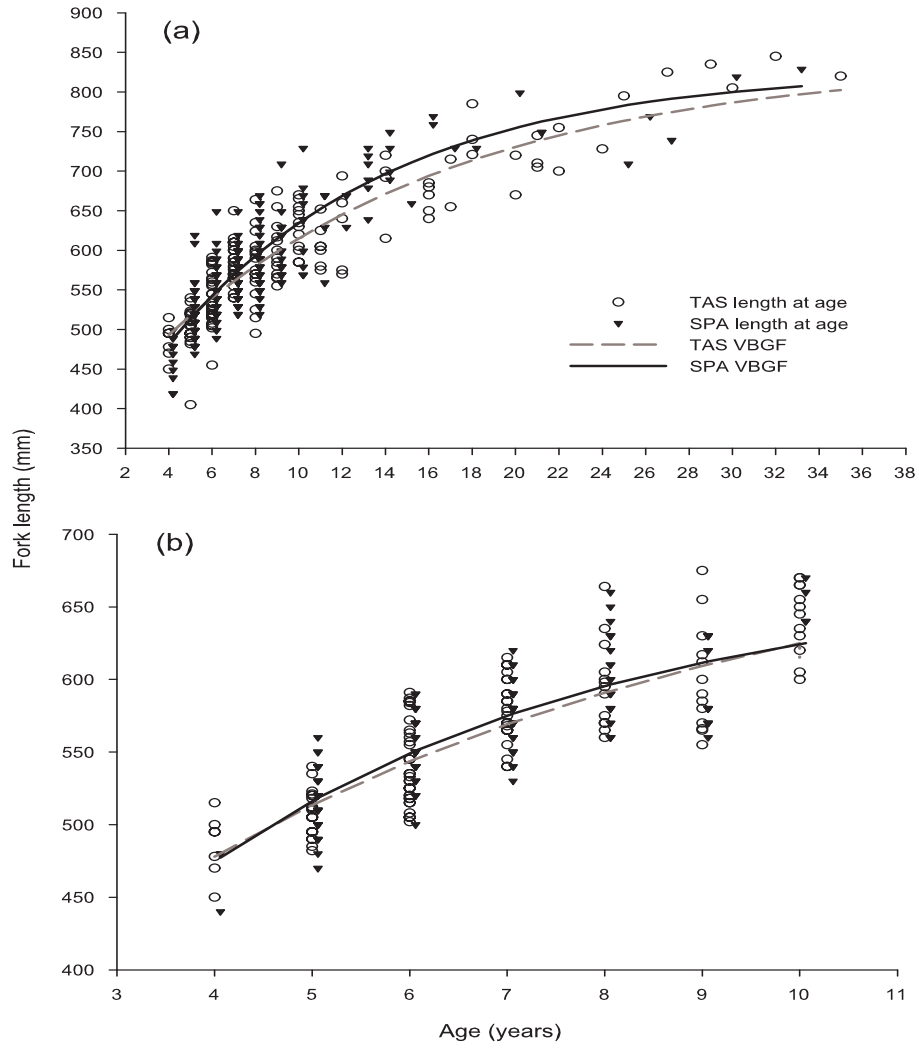 (a)
900
850
800
750
700
650
600
550
500
450
400
350
2 4 6 8 10 12 14 16 18 20 22 24 26 28 30 32 34 36 38
TAS length at age
SPA length at age
TAS VBGF
SPA VBGF
Fork length (mm)
(b)
700
650
600
550
500
450
400
3 4 5 6 7 8 9 10 11
Age (years)